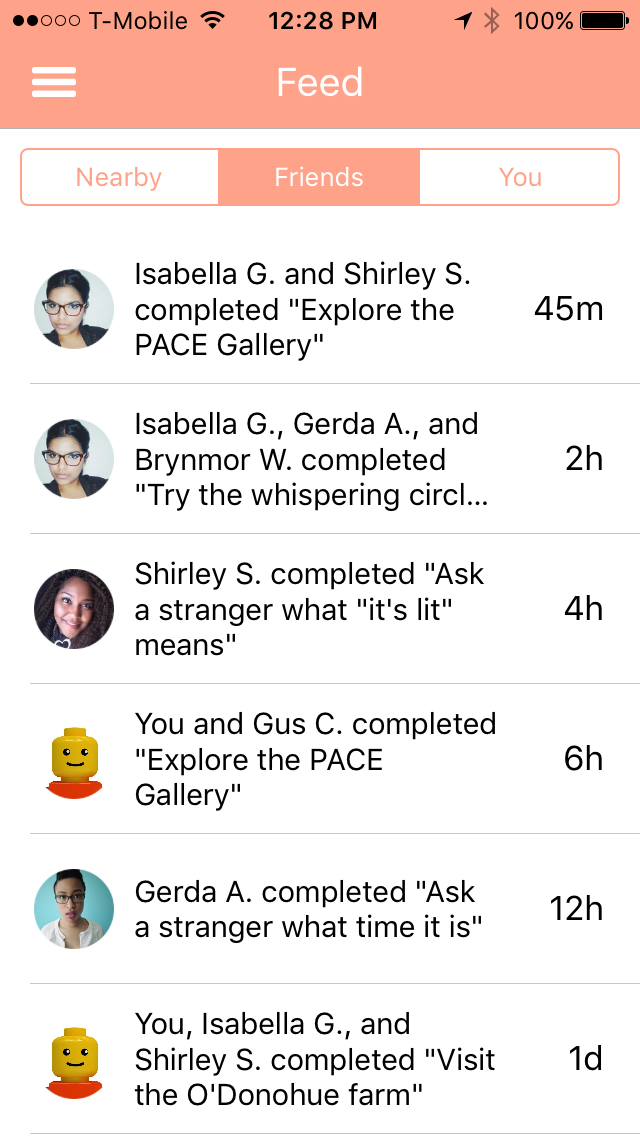 T-Mobile 12:28 PM 100%
Feed
Nearby Friends You
Isabella G. and Shirley S.
completed "Explore the
PACE Gallery"
45m
Isabella G., Gerda A., and
Brynmor W. completed
"Try the whispering circl...
2h
Shirley S. completed "Ask
a stranger what "it's lit"
means"
4h
You and Gus C. completed
"Explore the PACE
Gallery"
6h
Gerda A. completed "Ask
a stranger what time it is"
12h
You, Isabella G., and
Shirley S. completed "Visit
the O'Donohue farm"
1d